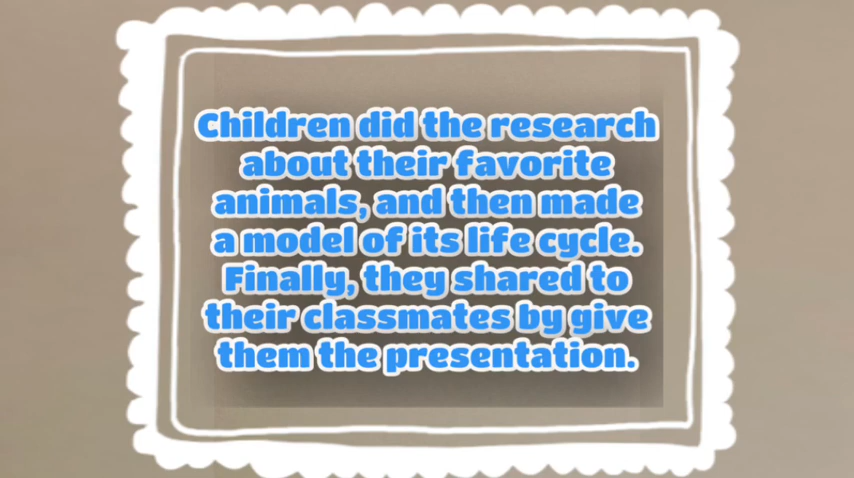 Children did the research
about their favorite
animals, and then made
a model of its life cycle.
Finally, they shared to
their classmates by give
them the presentation.